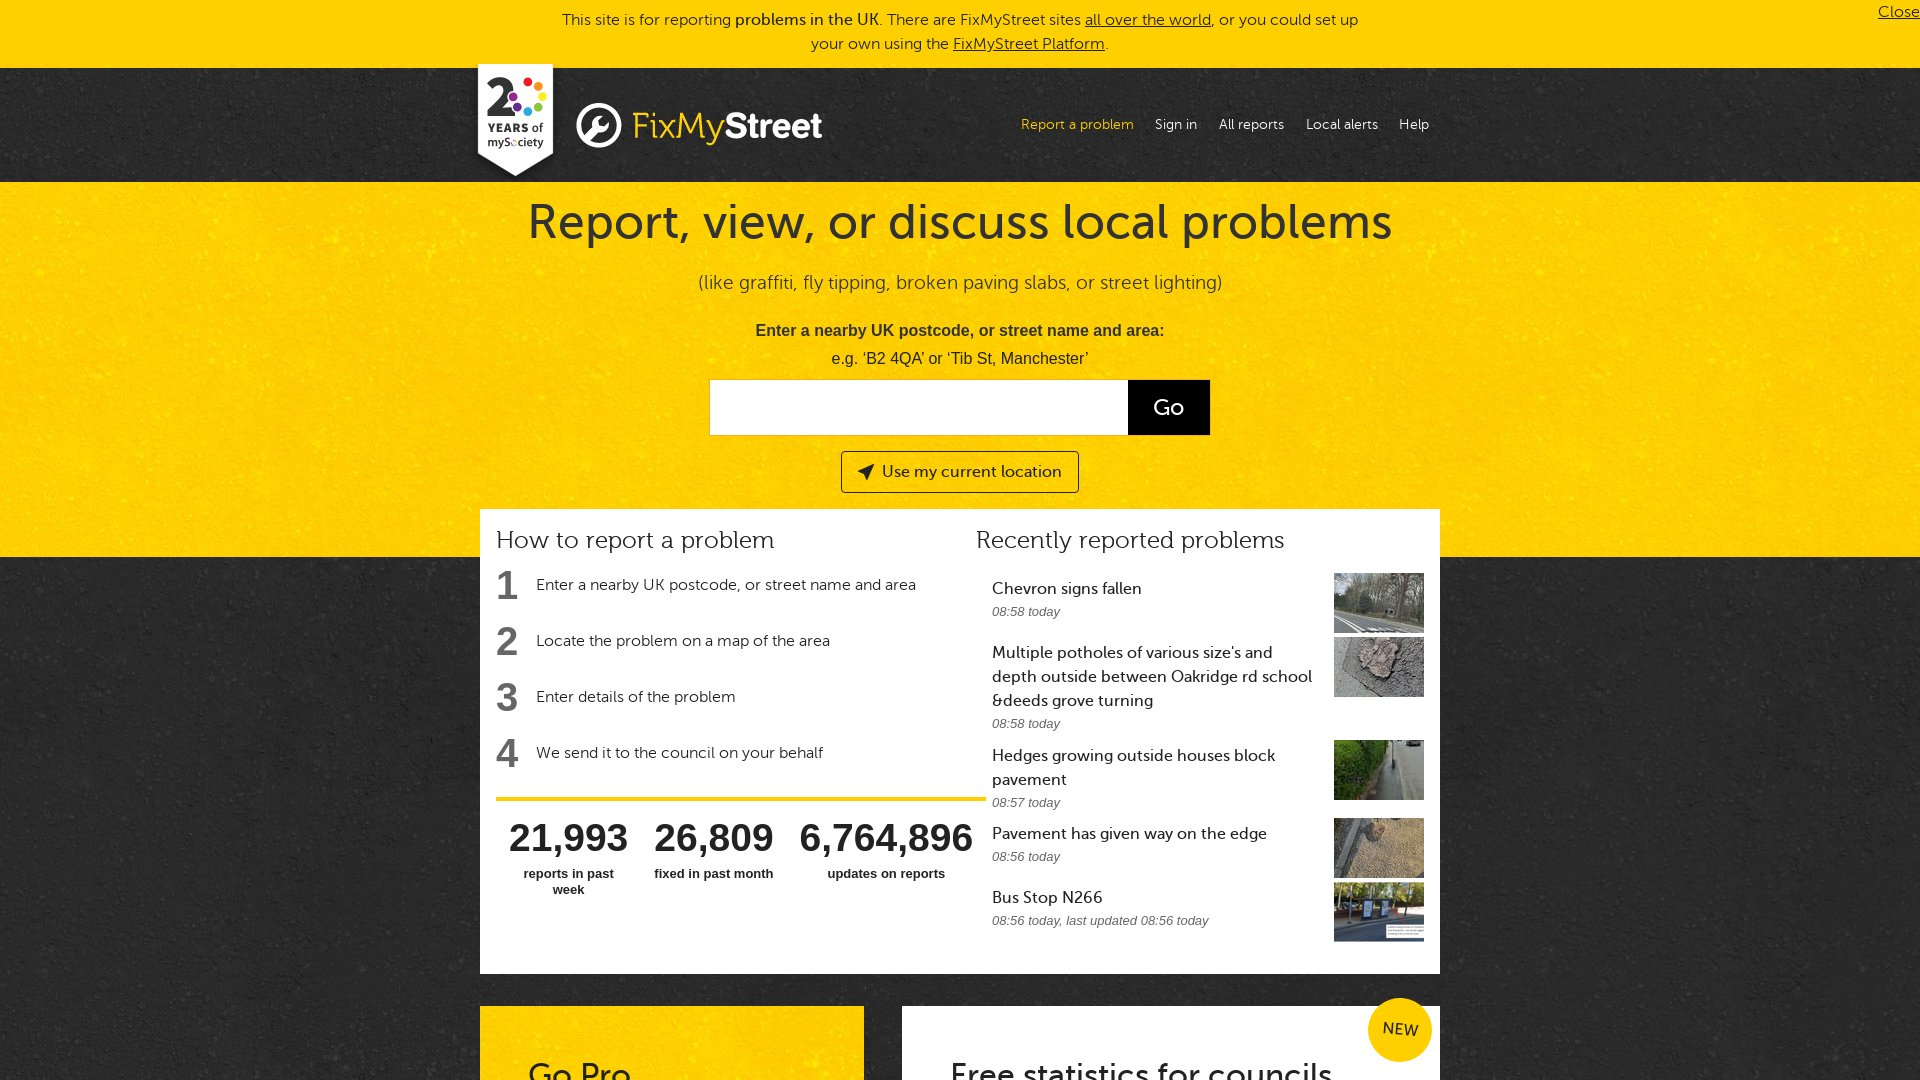 This site is for reporting problems in the UK. There are FixMyStreet sites all over the world, or you could set up
your own using the FixMyStreet Platform.
Close
20
YEARS of
mySociety
FixMyStreet
Report a problem
Sign in
All reports
Local alerts
Help
Report, view, or discuss local problems
(like graffiti, fly tipping, broken paving slabs, or street lighting)
Enter a nearby UK postcode, or street name and area:
e.g. ‘B2 4QA’ or ‘Tib St, Manchester’
Go
Use my current location
How to report a problem
1 Enter a nearby UK postcode, or street name and area
2 Locate the problem on a map of the area
3 Enter details of the problem
4 We send it to the council on your behalf
21,993
reports in past
week
26,809
fixed in past month
6,764,896
updates on reports
Recently reported problems
Chevron signs fallen
08:58 today
Multiple potholes of various size's and
depth outside between Oakridge rd school
&deeds grove turning
08:58 today
Hedges growing outside houses block
pavement
08:57 today
Pavement has given way on the edge
08:56 today
Bus Stop N266
08:56 today, last updated 08:56 today
Go Pro
NEW
Free statistics for councils